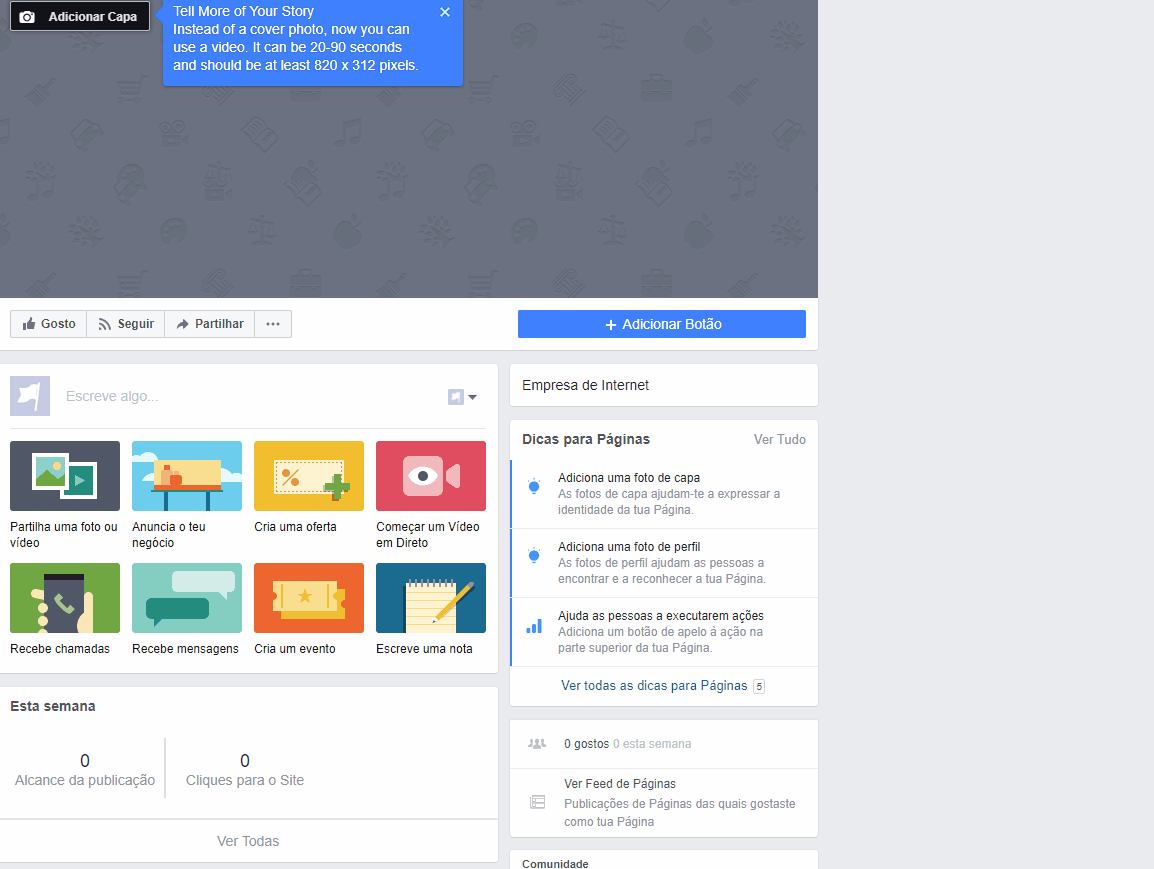 Adicionar Capa
Tell More of Your Story
Instead of a cover photo, now you can
use a video. It can be 20-90 seconds
and should be at least 820 x 312 pixels.
Gosto
Seguir
Partilhar
+ Adicionar Botão
Escreve algo...
Partilha uma foto ou
vídeo
Anuncia o teu
negócio
Cria uma oferta
Começar um Vídeo
em Direto
Recebe chamadas
Recebe mensagens
Cria um evento
Escreve uma nota
Esta semana
0
Alcance da publicação
0
Cliques para o Site
Ver Todas
Empresa de Internet
Dicas para Páginas
Ver Tudo
Adiciona uma foto de capa
As fotos de capa ajudam-te a expressar a
identidade da tua Página.
Adiciona uma foto de perfil
As fotos de perfil ajudam as pessoas a
encontrar e a reconhecer a tua Página.
Ajuda as pessoas a executarem ações
Adiciona um botão de apelo à ação na
parte superior da tua Página.
Ver todas as dicas para Páginas 5
0 gostos 0 esta semana
Ver Feed de Páginas
Publicações de Páginas das quais gostaste
como tua Página
Comunidade